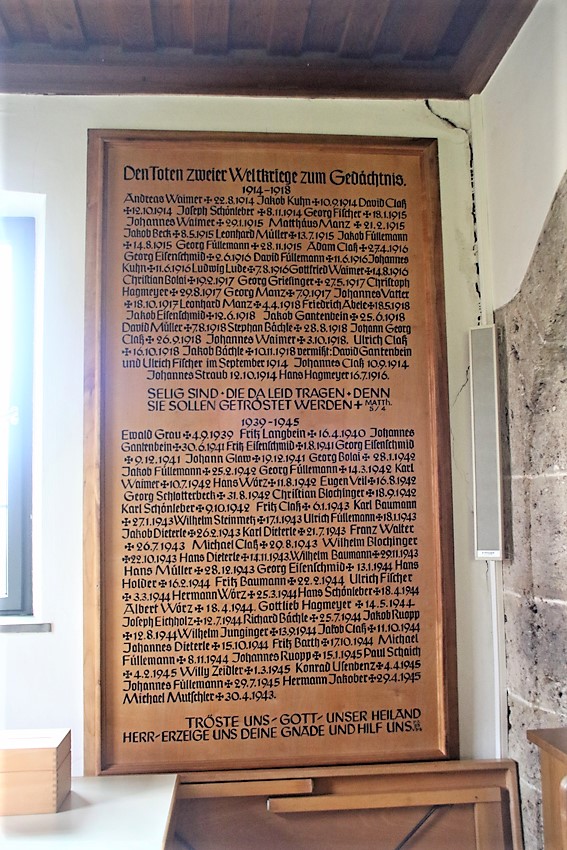 Den Toten zweier Weltkriege zum Gedächtnis.
1914-1918
Andreas Waimer ✠ 22.8.1914 Jakob Kuhn ✠ 10.9.1914 David Claß
✠ 12.10.1914 Joseph Schönleber ✠ 8.11.1914 Georg Fischer ✠ 18.1.1915
Johannes Waimer ✠ 29.1.1915 Matthäus Manz ✠ 21.2.1915
Jakob Beck ✠ 8.5.1915 Leonhard Müller ✠ 13.7.1915 Jakob Füllemann
✠ 14.8.1915 Georg Füllemann ✠ 28.11.1915 Adam Claß ✠ 27.4.1916
Georg Eisenschmid ✠ 2.6.1916 David Füllemann ✠ 11.6.1916 Johannes
Kuhn ✠ 11.6.1916 Ludwig Lude ✠ 7.8.1916 Gottfried Waimer ✠ 14.8.1916
Christian Bolai ✠ 19.2.1917 Georg Griesinger ✠ 27.5.1917 Christoph
Hagmeyer ✠ 29.8.1917 Georg Manz ✠ 7.9.1917 Johannes Vatter
✠ 18.10.1917 Leonhard Manz ✠ 4.4.1918 Friedrich Abele ✠ 18.5.1918
Jakob Eisenschmid ✠ 12.6.1918 Jakob Gantenbein ✠ 25.6.1918
David Müller ✠ 7.8.1918 Stephan Bächle ✠ 28.8.1918 Johann Georg
Claß ✠ 26.9.1918 Johannes Waimer ✠ 3.10.1918. Ulrich Claß
✠ 16.10.1918 Jakob Bächle ✠ 10.11.1918 vermißt: David Gantenbein
und Ulrich Fischer im September 1914 Johannes Claß 10.9.1914
Johannes Straub 12.10.1914 Hans Hagmeyer 16.7.1916.
SELIG SIND · DIE DA LEID TRAGEN · DENN
SIE SOLLEN GETRÖSTET WERDEN + MATTH. 5/4
1939-1945
Ewald Grau ✠ 4.9.1939 Fritz Langbein ✠ 16.4.1940 Johannes
Gantenbein ✠ 30.6.1941 Fritz Eisenschmid ✠ 1.8.1941 Georg Eisenschmid
✠ 9.12.1941 Johann Glaw ✠ 19.12.1941 Georg Bolai ✠ 28.1.1942
Jakob Füllemann ✠ 25.2.1942 Georg Füllemann ✠ 14.3.1942 Karl
Waimer ✠ 10.7.1942 Hans Wörz ✠ 11.8.1942 Eugen Veil ✠ 16.8.1942
Georg Schlotterbech ✠ 31.8.1942 Christian Blochinger ✠ 18.9.1942
Karl Schönleber ✠ 9.10.1942 Fritz Claß ✠ 6.1.1943 Karl Baumann
✠ 27.1.1943 Wilhelm Steinmetz ✠ 17.1.1943 Ulrich Füllemann ✠ 18.1.1943
Jakob Dieterle ✠ 26.2.1943 Karl Dieterle ✠ 21.7.1943 Franz Walter
✠ 26.7.1943 Michael Claß ✠ 29.8.1943 Wilhelm Blochinger
✠ 22.10.1943 Hans Dieterle ✠ 14.11.1943. Wilhelm Baumann ✠ 29.11.1943
Hans Müller ✠ 28.12.1943 Georg Eisenschmid ✠ 13.1.1944 Hans
Holder ✠ 16.2.1944 Fritz Baumann ✠ 22.2.1944 Ulrich Fischer
✠ 3.3.1944 Hermann Wörz ✠ 25.3.1944 Hans Schönleber ✠ 18.4.1944
Albert Wörz ✠ 18.4.1944. Gottlieb Hagmeyer ✠ 14.5.1944.
Joseph Eichholz ✠ 12.7.1944 Richard Bächle ✠ 25.7.1944 Jakob Ruopp
✠ 12.8.1944 Wilhelm Junginger ✠ 13.9.1944 Jakob Claß ✠ 11.10.1944
Johannes Dieterle ✠ 15.10.1944 Fritz Barth ✠ 17.10.1944 Michael
Füllemann ✠ 8.11.1944 Johannes Ruopp ✠ 15.1.1945 Paul Schaich
✠ 4.2.1945 Willy Zeidler ✠ 1.3.1945 Konrad Usenbenz ✠ 4.4.1945
Johannes Füllemann ✠ 29.7.1945 Hermann Jakober ✠ 29.4.1945
Michael Mutschler ✠ 30.4.1943.
TRÖSTE UNS - GOTT - UNSER HEILAND
HERR - ERZEIGE UNS DEINE GNADE UND HILF UNS.